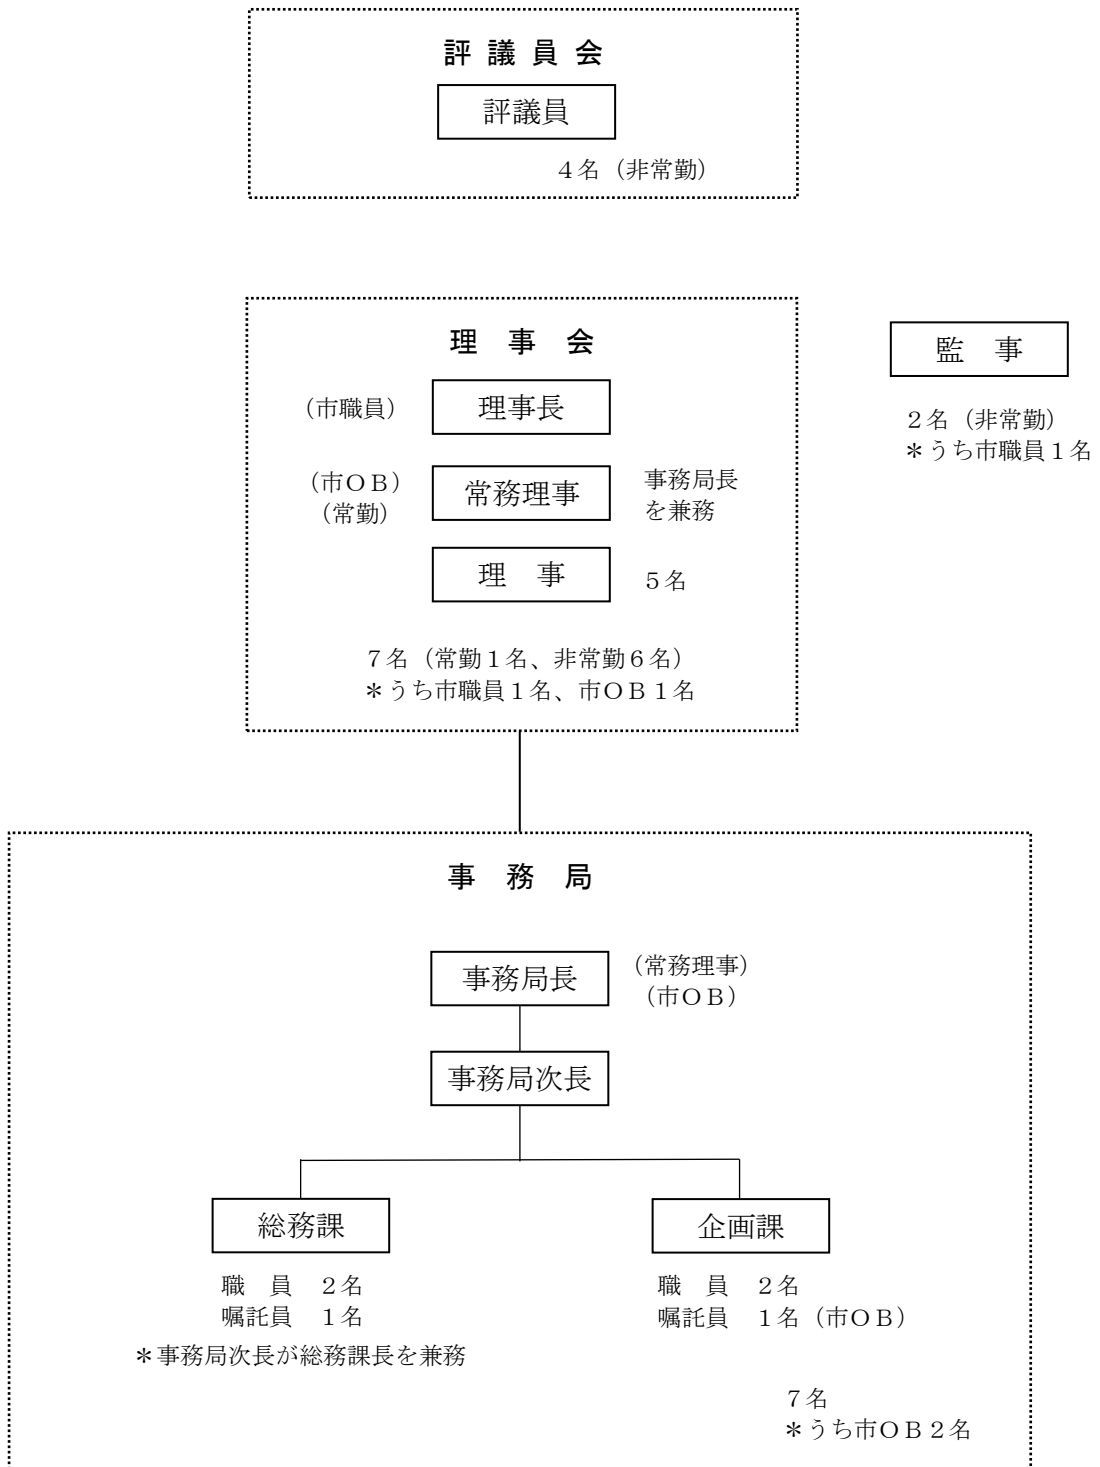 評議員会
評議員
４名（非常勤）
理　事　会
監　事
（市職員）
理事長
２名（非常勤）
＊うち市職員１名
（市ＯＢ）
（常勤）
常務理事
事務局長
を兼務
理　事
５名
７名（常勤１名、非常勤６名）
＊うち市職員１名、市ＯＢ１名
事　務　局
事務局長
（常務理事）
（市ＯＢ）
事務局次長
総務課
企画課
職　員　２名
嘱託員　１名
＊事務局次長が総務課長を兼務
職　員　２名
嘱託員　１名（市ＯＢ）
７名
＊うち市ＯＢ２名